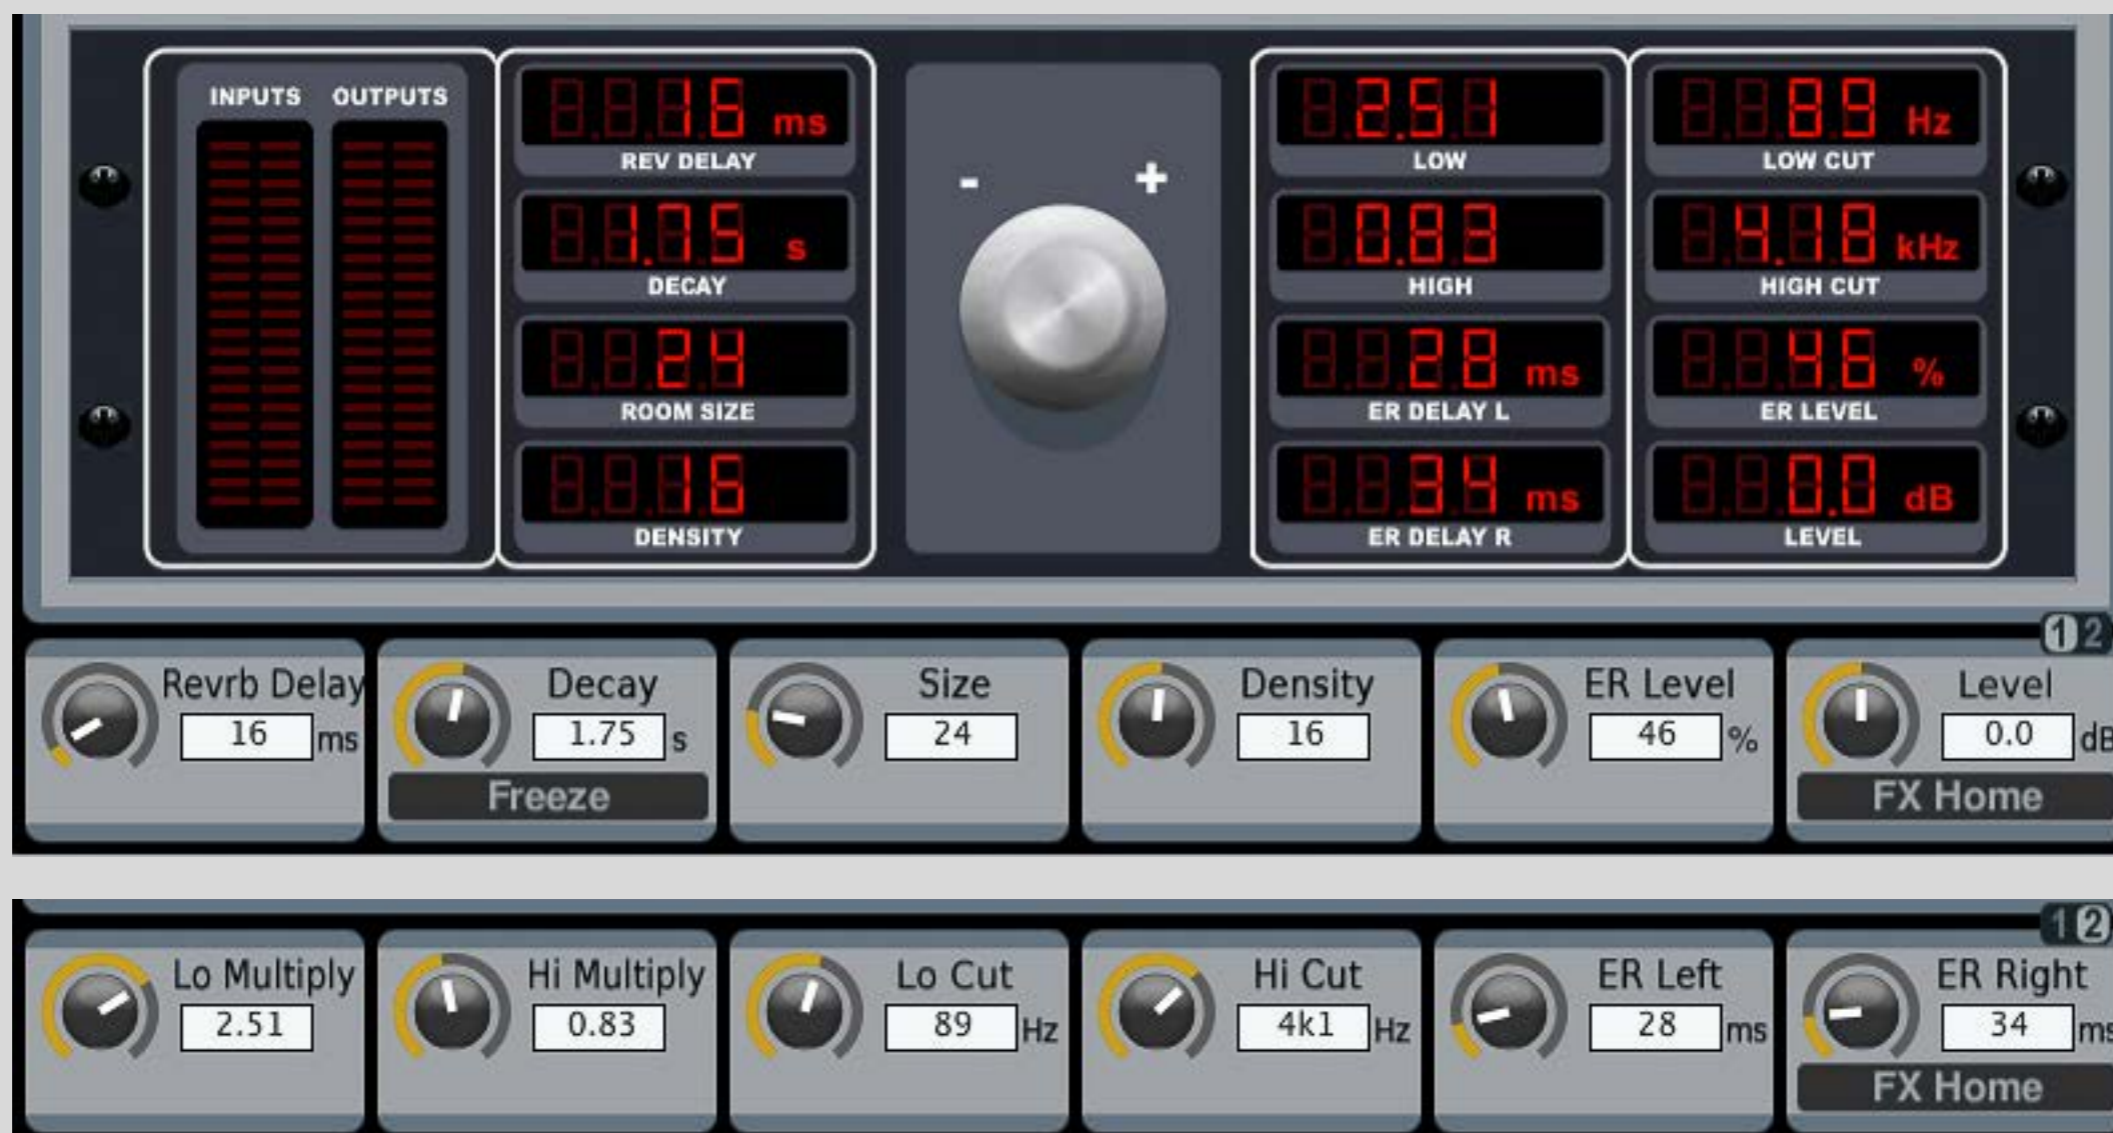 INPUTS OUTPUTS
16 ms
REV DELAY
1.75 s
DECAY
24
ROOM SIZE
16
DENSITY
- +
2.51
LOW
0.83
HIGH
28 ms
ER DELAY L
34 ms
ER DELAY R
89 Hz
LOW CUT
4.18 kHz
HIGH CUT
46 %
ER LEVEL
0.0 dB
LEVEL
1 2
Revrb Delay
16 ms
Decay
1.75 s
Freeze
Size
24
Density
16
ER Level
46 %
Level
0.0 dB
FX Home
1 2
Lo Multiply
2.51
Hi Multiply
0.83
Lo Cut
89 Hz
Hi Cut
4k1 Hz
ER Left
28 ms
ER Right
34 ms
FX Home